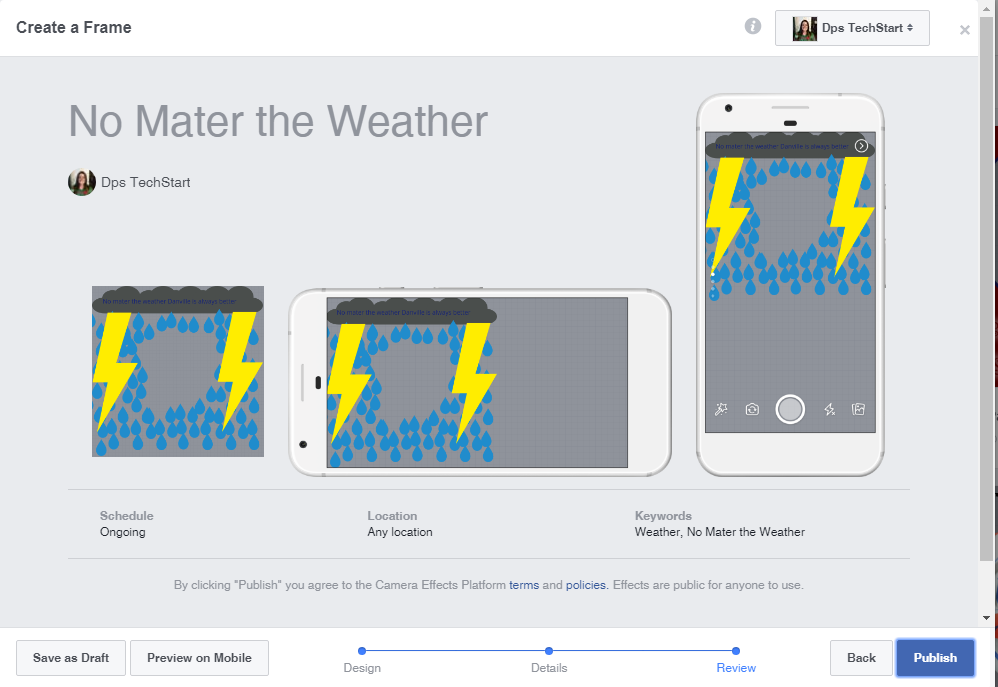 Create a Frame
Dps TechStart
No Mater the Weather
Dps TechStart
No mater the weather Danville is always better
No mater the weather Danville is always better
No mater the weather Danville is always better
Schedule
Ongoing
Location
Any location
Keywords
Weather, No Mater the Weather
By clicking "Publish" you agree to the Camera Effects Platform terms and policies. Effects are public for anyone to use.
Save as Draft
Preview on Mobile
Design
Details
Review
Back
Publish